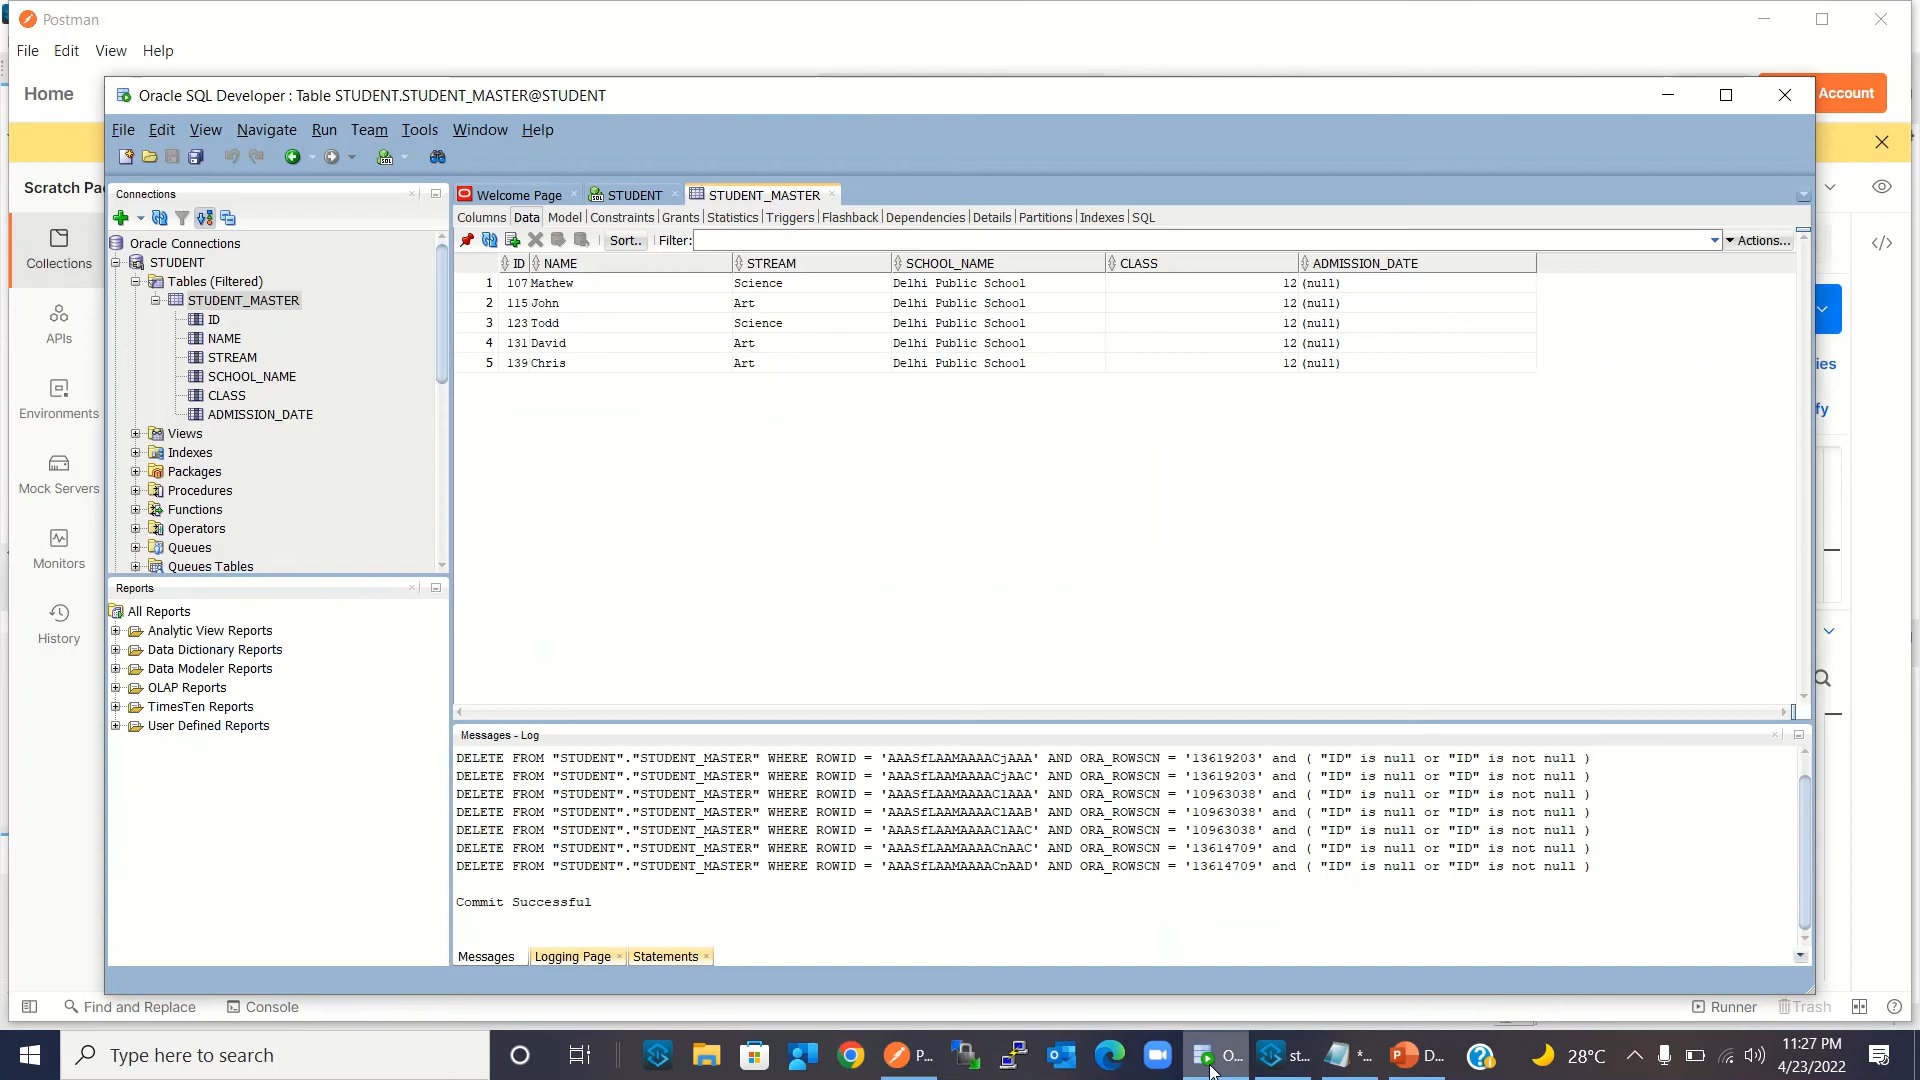 Postman
File Edit View Help
Home
Account
Scratch Pa
Collections
APIs
Environments
Mock Servers
Monitors
History
Oracle SQL Developer : Table STUDENT.STUDENT_MASTER@STUDENT
File Edit View Navigate Run Team Tools Window Help
Connections
Oracle Connections
STUDENT
Tables (Filtered)
STUDENT_MASTER
ID
NAME
STREAM
SCHOOL_NAME
CLASS
ADMISSION_DATE
Views
Indexes
Packages
Procedures
Functions
Operators
Queues
Queues Tables
Reports
All Reports
Analytic View Reports
Data Dictionary Reports
Data Modeler Reports
OLAP Reports
TimesTen Reports
User Defined Reports
Welcome Page STUDENT STUDENT_MASTER
Columns Data Model Constraints Grants Statistics Triggers Flashback Dependencies Details Partitions Indexes SQL
Sort.. Filter: Actions...
ID NAME STREAM SCHOOL_NAME CLASS ADMISSION_DATE
1 107 Mathew Science Delhi Public School 12 (null)
2 115 John Art Delhi Public School 12 (null)
3 123 Todd Science Delhi Public School 12 (null)
4 131 David Art Delhi Public School 12 (null)
5 139 Chris Art Delhi Public School 12 (null)
ies
fy
Messages - Log
DELETE FROM "STUDENT"."STUDENT_MASTER" WHERE ROWID = 'AAASfLAAMAAAACjAAA' AND ORA_ROWSCN = '13619203' and ( "ID" is null or "ID" is not null )
DELETE FROM "STUDENT"."STUDENT_MASTER" WHERE ROWID = 'AAASfLAAMAAAACjAAC' AND ORA_ROWSCN = '13619203' and ( "ID" is null or "ID" is not null )
DELETE FROM "STUDENT"."STUDENT_MASTER" WHERE ROWID = 'AAASfLAAMAAAAClAAA' AND ORA_ROWSCN = '10963038' and ( "ID" is null or "ID" is not null )
DELETE FROM "STUDENT"."STUDENT_MASTER" WHERE ROWID = 'AAASfLAAMAAAAClAAB' AND ORA_ROWSCN = '10963038' and ( "ID" is null or "ID" is not null )
DELETE FROM "STUDENT"."STUDENT_MASTER" WHERE ROWID = 'AAASfLAAMAAAAClAAC' AND ORA_ROWSCN = '10963038' and ( "ID" is null or "ID" is not null )
DELETE FROM "STUDENT"."STUDENT_MASTER" WHERE ROWID = 'AAASfLAAMAAAACnAAC' AND ORA_ROWSCN = '13614709' and ( "ID" is null or "ID" is not null )
DELETE FROM "STUDENT"."STUDENT_MASTER" WHERE ROWID = 'AAASfLAAMAAAACnAAD' AND ORA_ROWSCN = '13614709' and ( "ID" is null or "ID" is not null )
Commit Successful
Messages Logging Page Statements
Find and Replace Console Runner Trash
Type here to search
P... O... st... *... D... 28°C
11:27 PM
4/23/2022